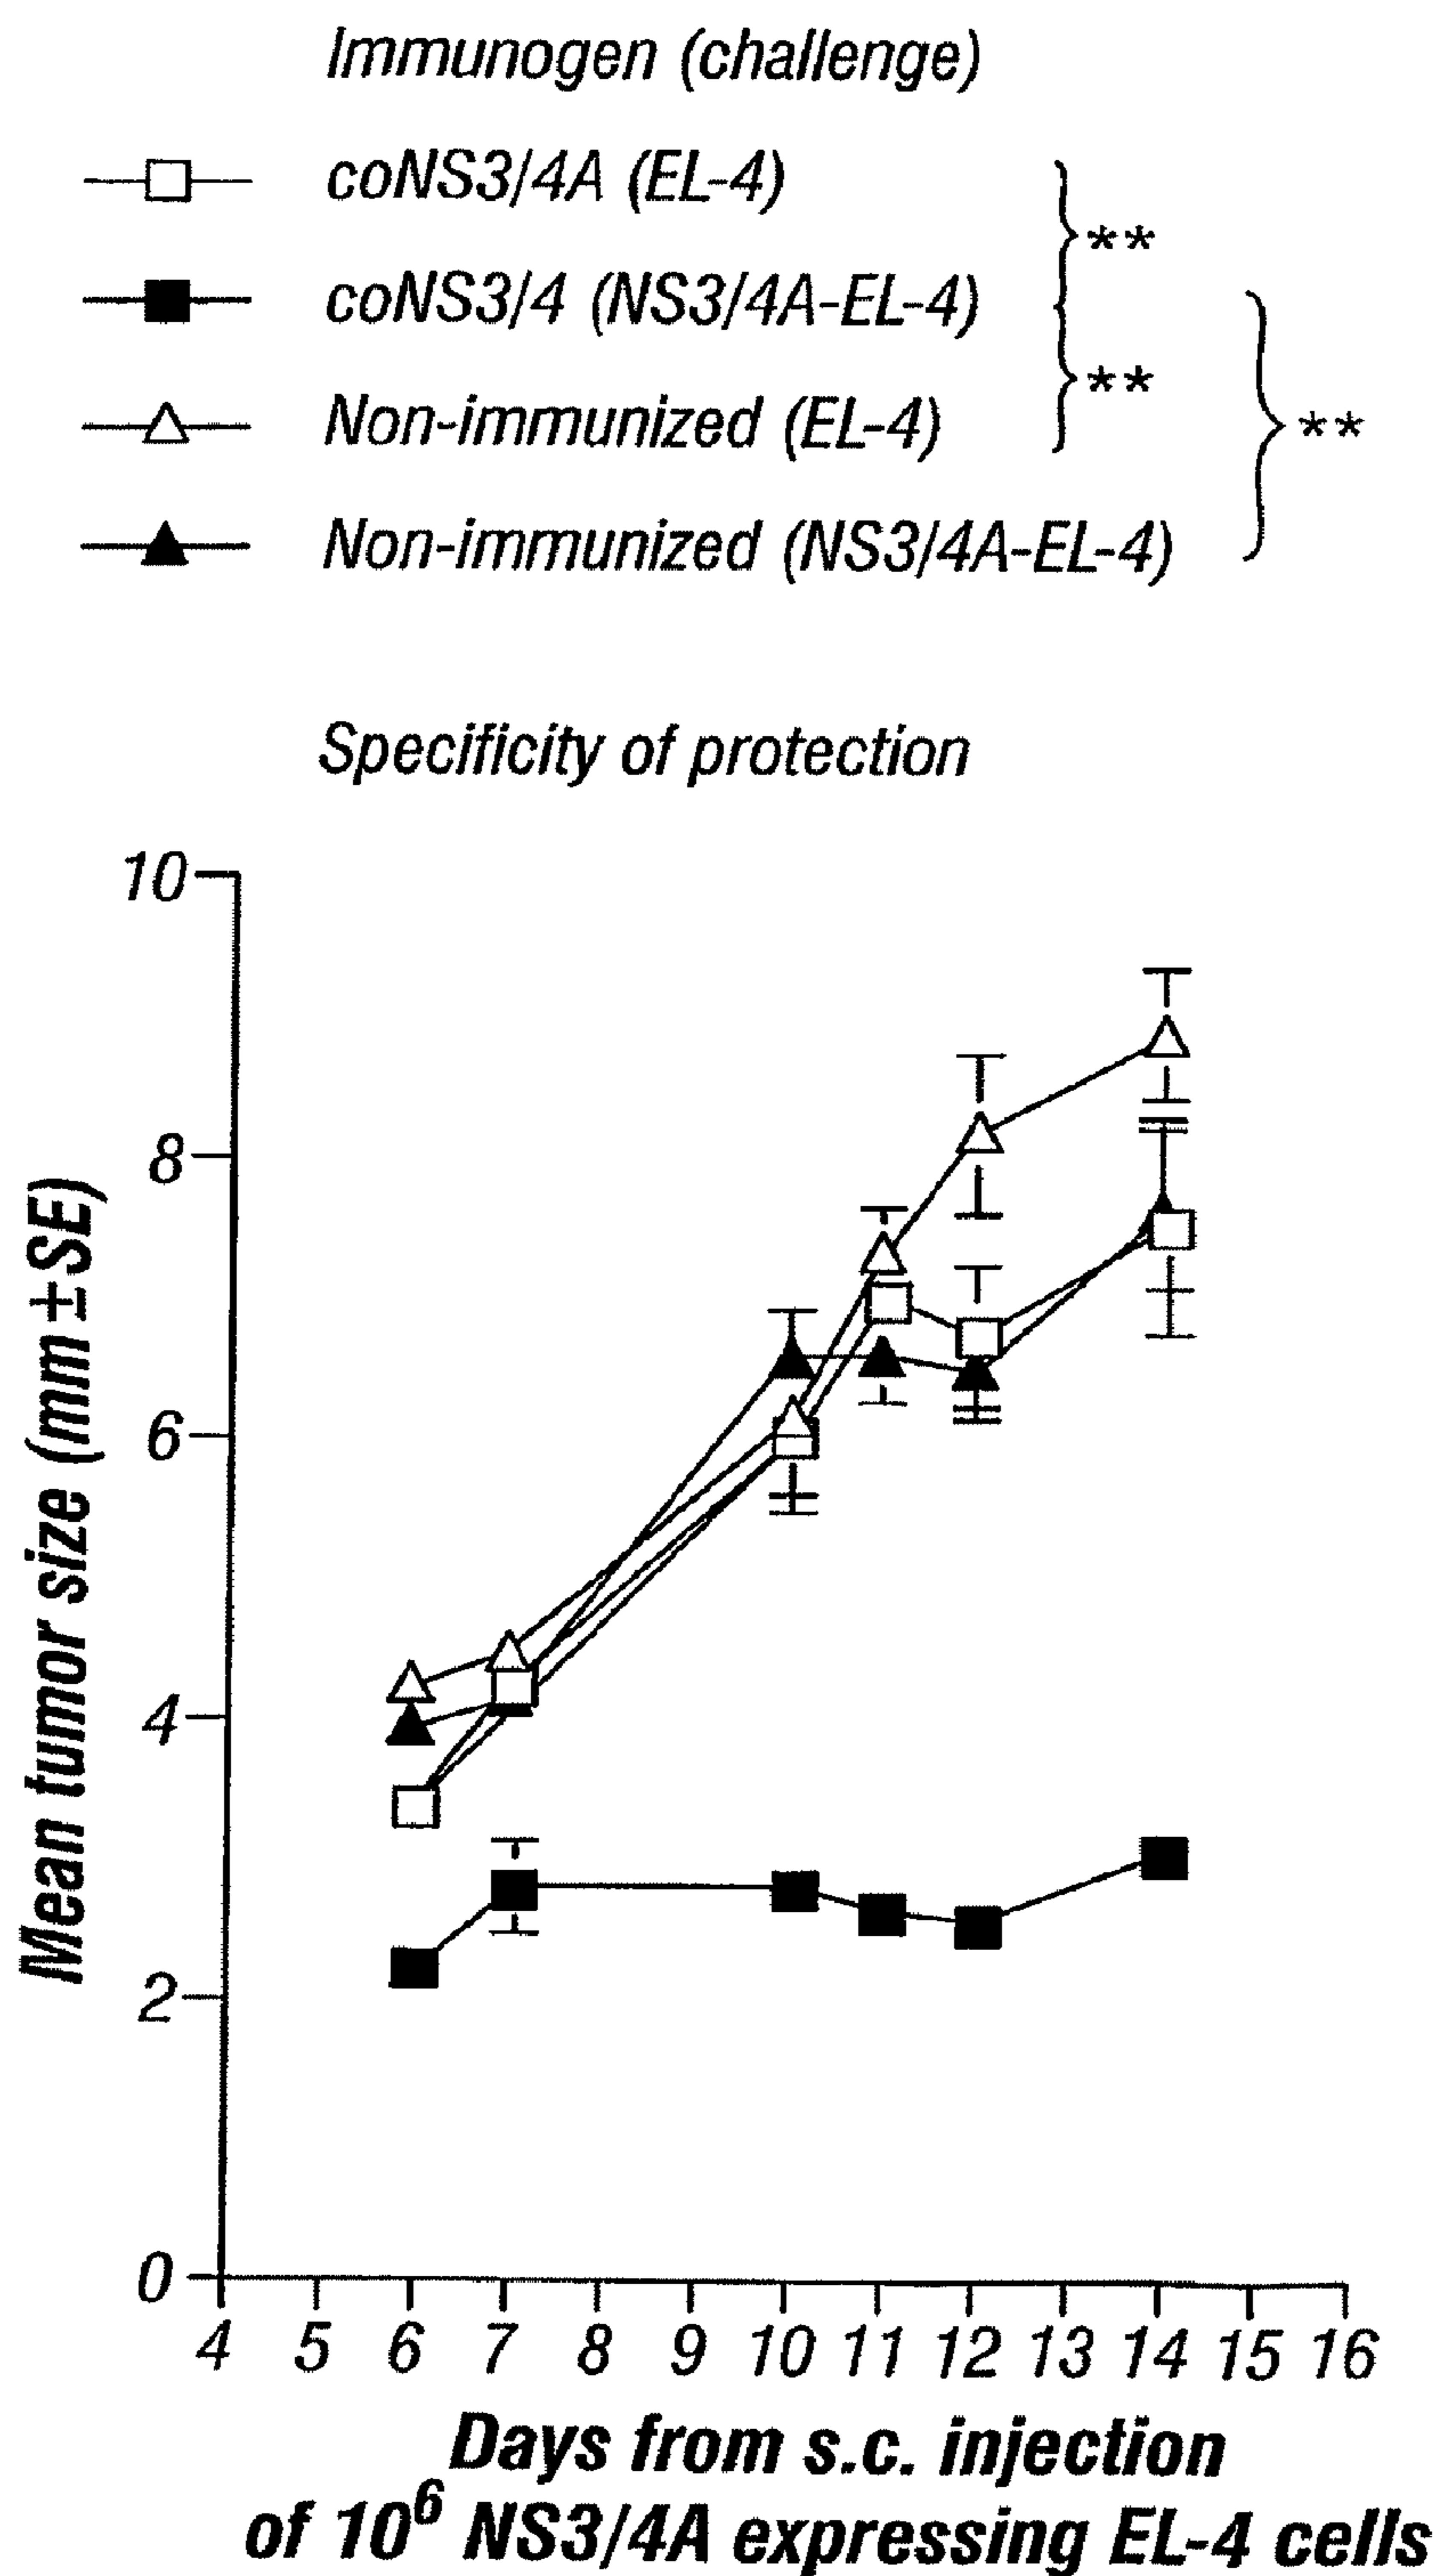 Immunogen (challenge)
coNS3/4A (EL-4)
**
coNS3/4 (NS3/4A-EL-4)
**
Non-immunized (EL-4)
**
Non-immunized (NS3/4A-EL-4)
Specificity of protection
Mean tumor size (mm ±SE)
10
8
6
4
2
0
4 5 6 7 8 9 10 11 12 13 14 15 16
Days from s.c. injection
of 10⁶ NS3/4A expressing EL-4 cells